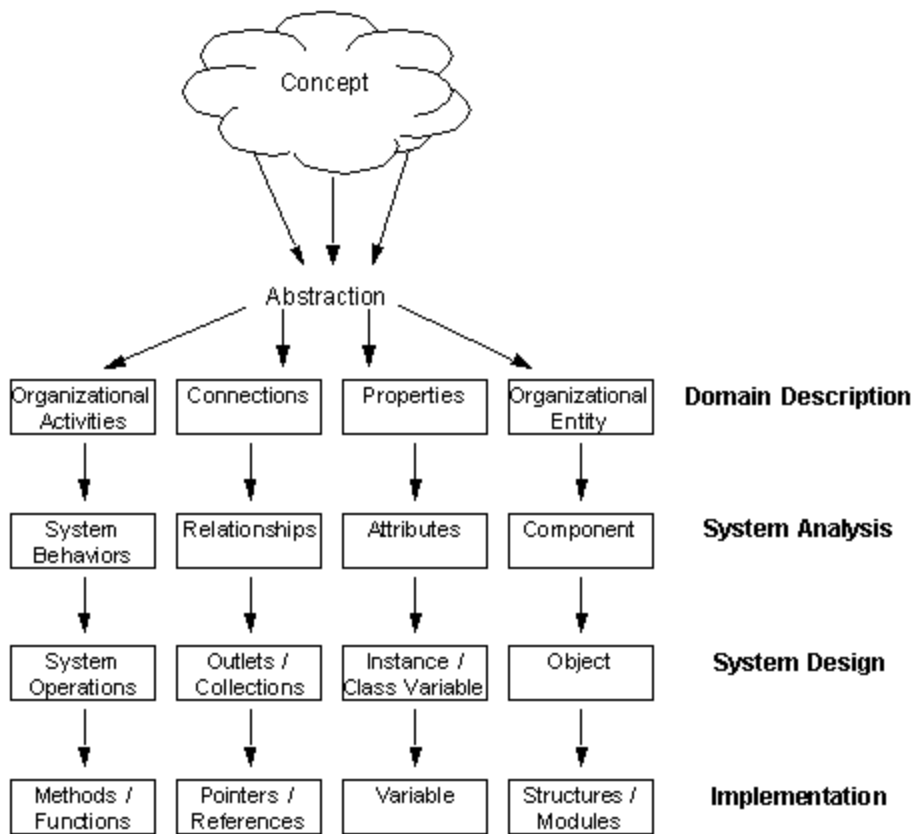 Concept
Abstraction
Organizational
Activities
Connections
Properties
Organizational
Entity
Domain Description
System
Behaviors
Relationships
Attributes
Component
System Analysis
System
Operations
Outlets /
Collections
Instance /
Class Variable
Object
System Design
Methods /
Functions
Pointers /
References
Variable
Structures /
Modules
Implementation